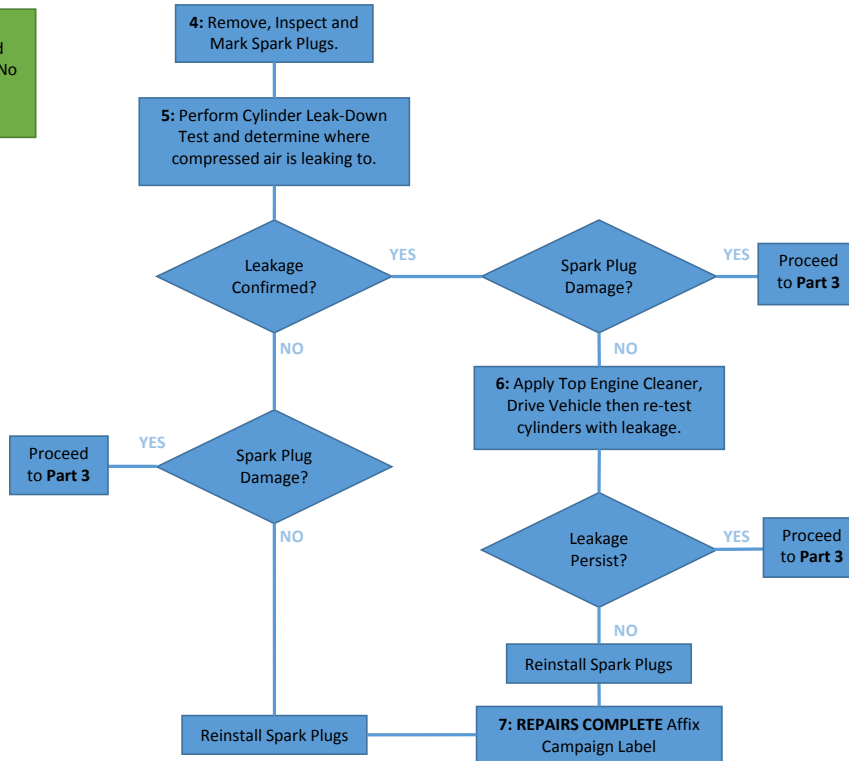 4: Remove, Inspect and
Mark Spark Plugs.
No
5: Perform Cylinder Leak-Down
Test and determine where
compressed air is leaking to.
Leakage
Confirmed?
YES
Spark Plug
Damage?
YES
Proceed
to Part 3
NO
NO
6: Apply Top Engine Cleaner,
Drive Vehicle then re-test
cylinders with leakage.
Proceed
to Part 3
YES
Spark Plug
Damage?
NO
Leakage
Persist?
YES
Proceed
to Part 3
NO
Reinstall Spark Plugs
Reinstall Spark Plugs
7: REPAIRS COMPLETE Affix
Campaign Label